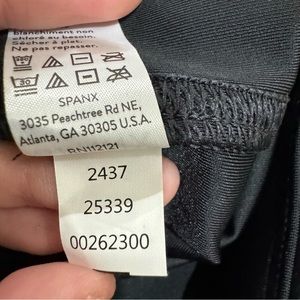 blanchiment non
chloré au besoin.
Sécher à plat.
Ne pas repasser.
30
SPANX
3035 Peachtree Rd NE,
Atlanta, GA 30305 U.S.A.
RN112121
2437
25339
00262300